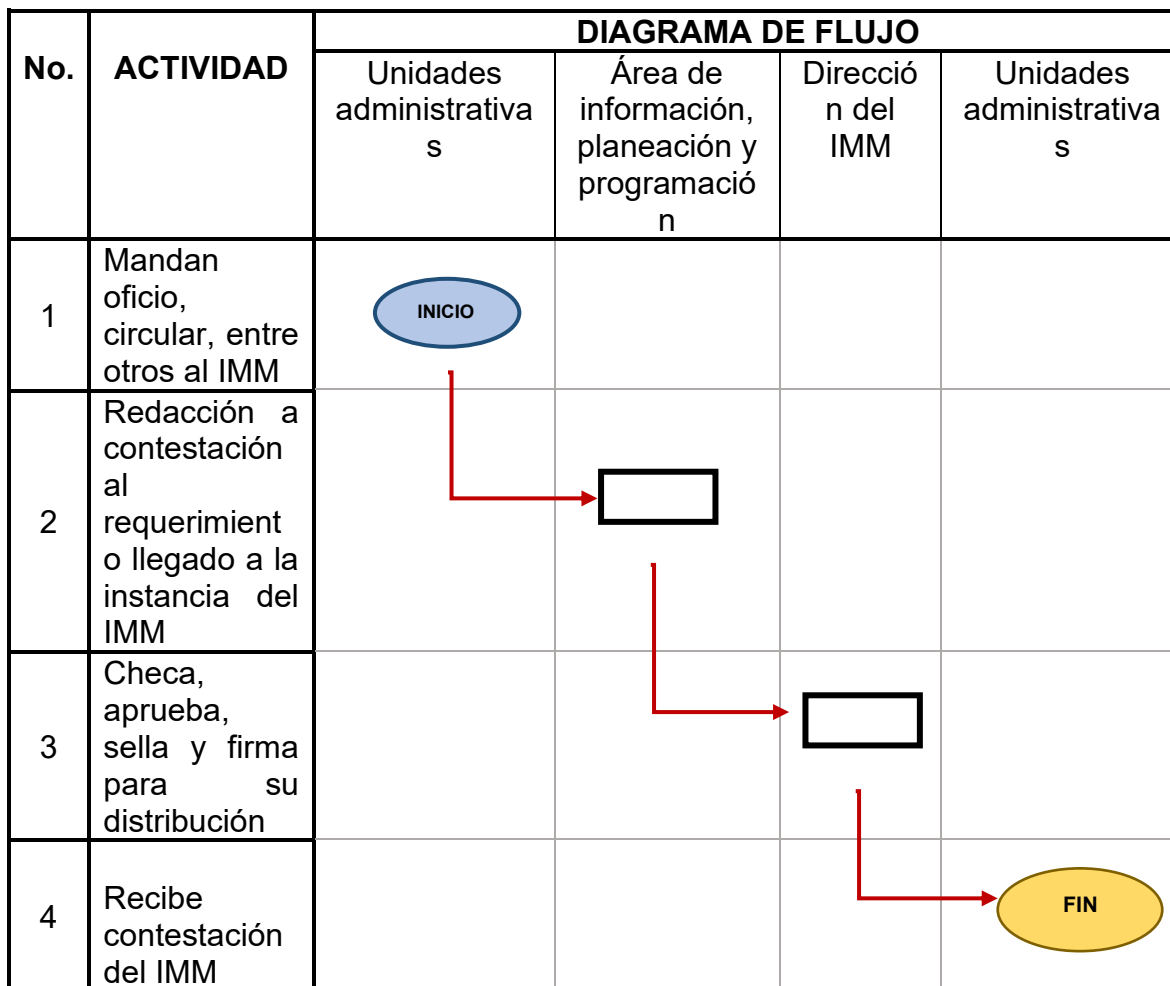 DIAGRAMA DE FLUJO
No.
ACTIVIDAD
Unidades
administrativa
s
Área de
información,
planeación y
programació
n
Direcció
n del
IMM
Unidades
administrativa
s
1
Mandan
oficio,
circular, entre
otros al IMM
INICIO
2
Redacción a
contestación
al
requerimient
o llegado a la
instancia del
IMM
3
Checa,
aprueba,
sella y firma
para su
distribución
4
Recibe
contestación
del IMM
FIN